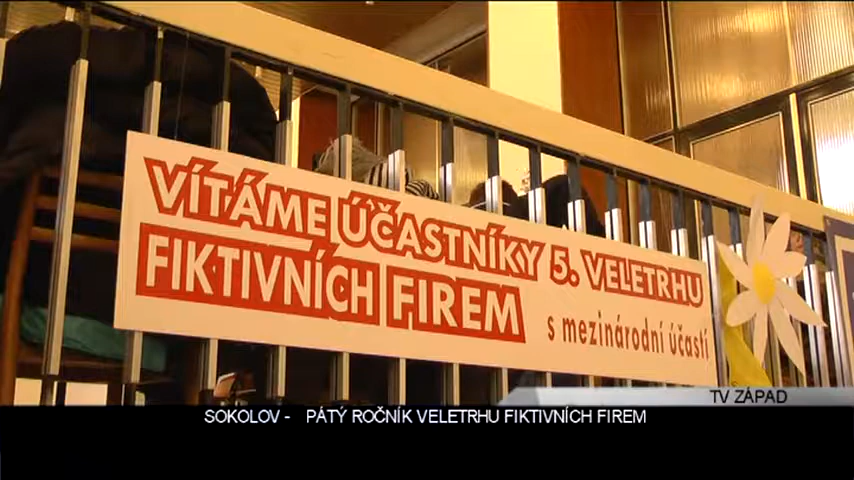 VÍTÁME ÚČASTNÍKY 5. VELETRHU
FIKTIVNÍCH FIREM
s mezinárodní účastí
TV ZÁPAD
SOKOLOV - PÁTÝ ROČNÍK VELETRHU FIKTIVNÍCH FIREM